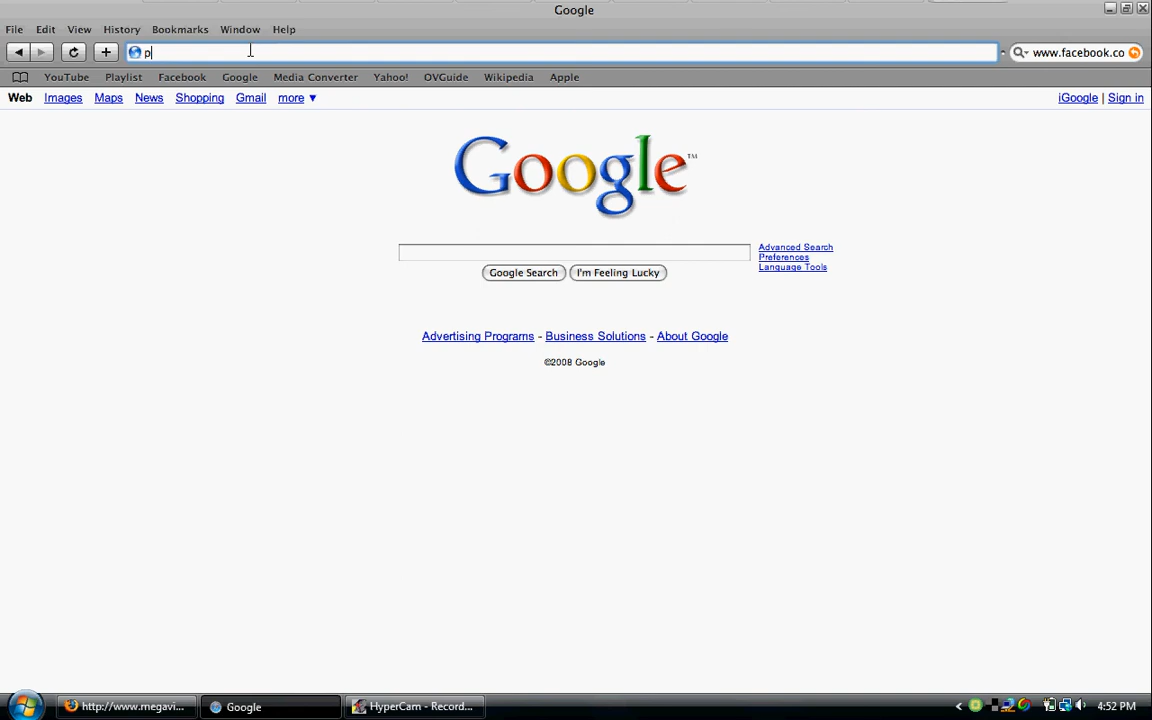 Google
File Edit View History Bookmarks Window Help
p
www.facebook.co
YouTube Playlist Facebook Google Media Converter Yahoo! OVGuide Wikipedia Apple
Web Images Maps News Shopping Gmail more ▼ iGoogle | Sign in
Google™
Advanced Search
Preferences
Language Tools
Google Search I'm Feeling Lucky
Advertising Programs - Business Solutions - About Google
©2008 Google
http://www.megavi... Google HyperCam - Record... 4:52 PM